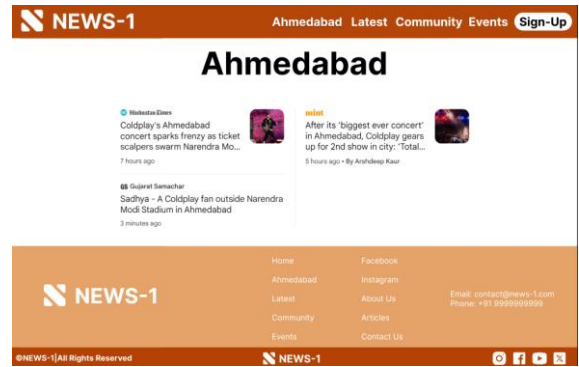 NEWS-1
Ahmedabad Latest Community Events Sign-Up
Ahmedabad
Hindustan Times
Coldplay's Ahmedabad
concert sparks frenzy as ticket
scalpers swarm Narendra Mo...
7 hours ago
GS Gujarat Samachar
Sadhya - A Coldplay fan outside Narendra
Modi Stadium in Ahmedabad
3 minutes ago
mint
After its 'biggest ever concert'
in Ahmedabad, Coldplay gears
up for 2nd show in city: 'Total...
5 hours ago • By Arshdeep Kaur
NEWS-1
Home
Ahmedabad
Latest
Community
Events
Facebook
Instagram
About Us
Articles
Contact Us
Email: contact@news-1.com
Phone: +91 9999999999
©NEWS-1|All Rights Reserved
NEWS-1